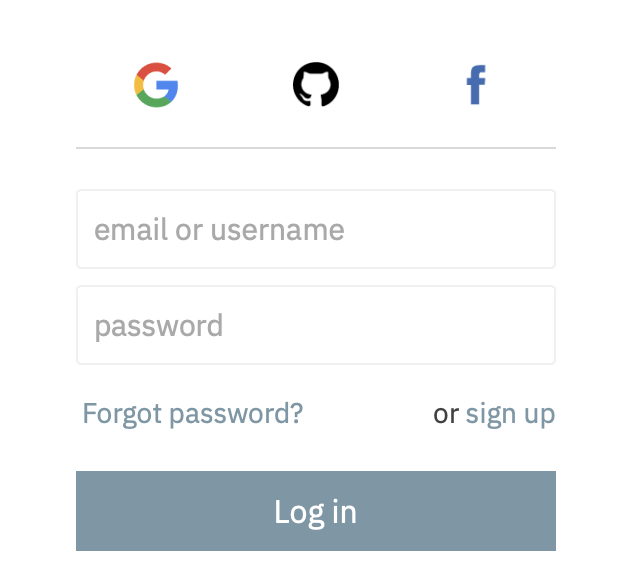 email or username
password
Forgot password?
or sign up
Log in